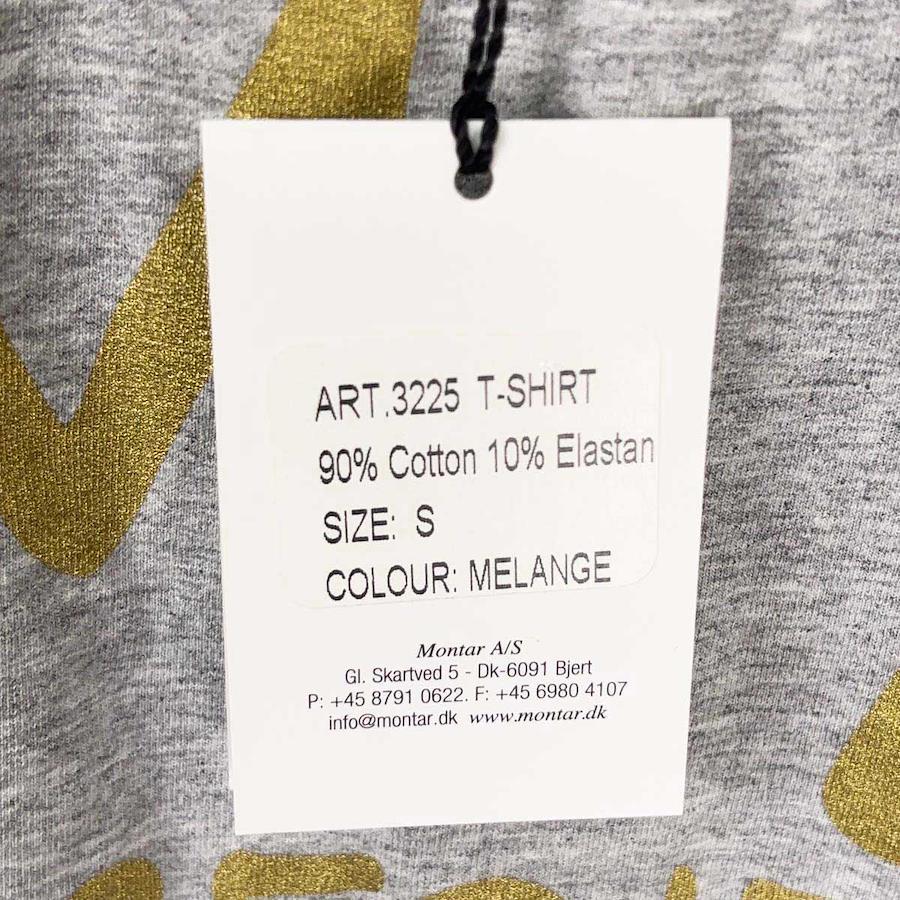 ART.3225 T-SHIRT
90% Cotton 10% Elastan
SIZE: S
COLOUR: MELANGE
Montar A/S
Gl. Skartved 5 - Dk-6091 Bjert
P: +45 8791 0622. F: +45 6980 4107
info@montar.dk www.montar.dk